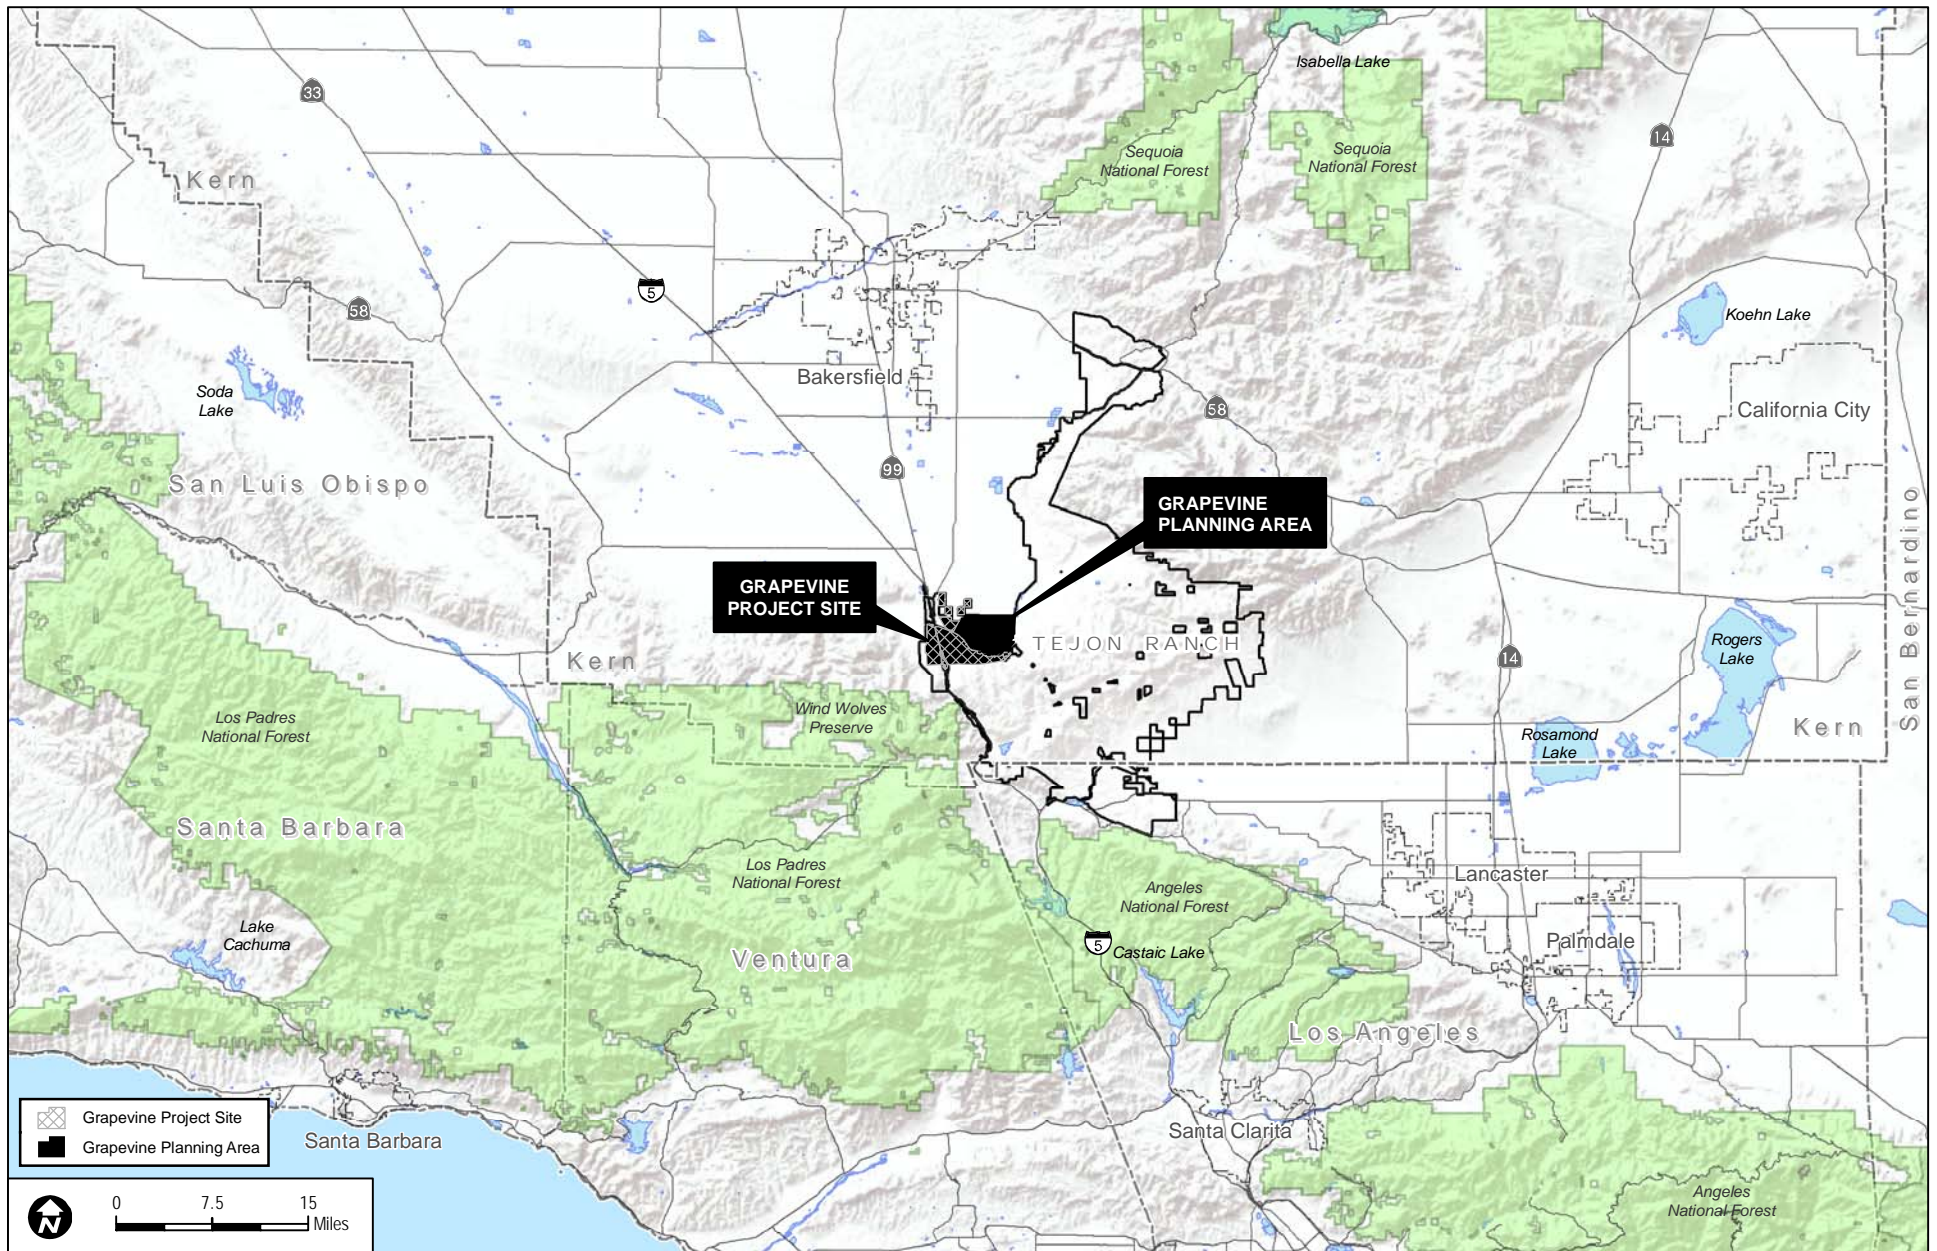 Isabella Lake
33
14
Sequoia
National Forest
Sequoia
National Forest
Kern
5
58
Koehn Lake
Soda
Lake
Bakersfield
58
California City
99
San Luis Obispo
GRAPEVINE
PLANNING AREA
San Bernardino
GRAPEVINE
PROJECT SITE
TEJON RANCH
Kern
14
Rogers
Lake
Los Padres
National Forest
Wind Wolves
Preserve
Kern
Rosamond
Lake
Santa Barbara
Los Padres
National Forest
Lancaster
Angeles
National Forest
Lake
Cachuma
Ventura
5
Castaic Lake
Palmdale
Los Angeles
Grapevine Project Site
Grapevine Planning Area
Santa Barbara
Santa Clarita
Angeles
National Forest
N
0 7.5 15
Miles